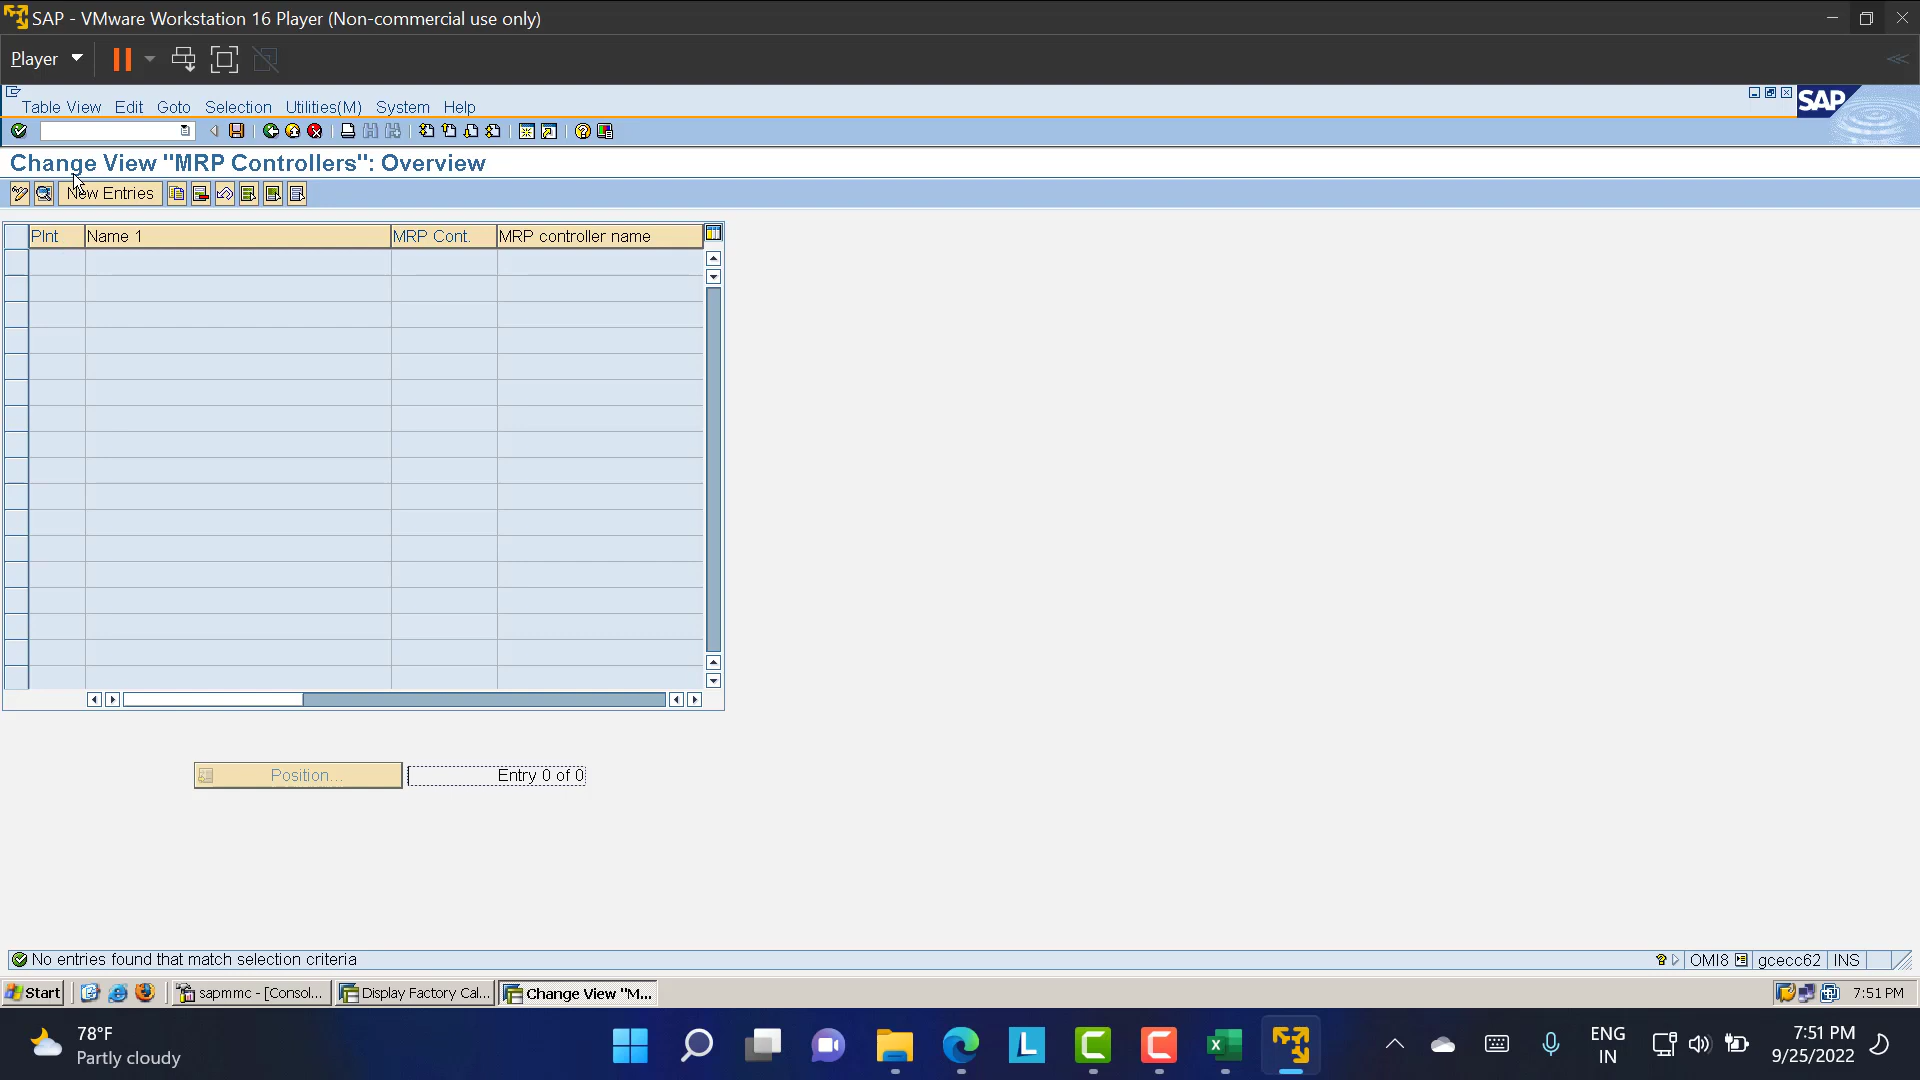 SAP - VMware Workstation 16 Player (Non-commercial use only)
Player
Table View Edit Goto Selection Utilities(M) System Help
SAP
Change View "MRP Controllers": Overview
New Entries
Plnt Name 1 MRP Cont. MRP controller name
Position... Entry 0 of 0
No entries found that match selection criteria
OMI8 gcecc62 INS
Start sapmmc - [Consol... Display Factory Cal... Change View "M... 7:51 PM
78°F
Partly cloudy
ENG
IN
7:51 PM
9/25/2022